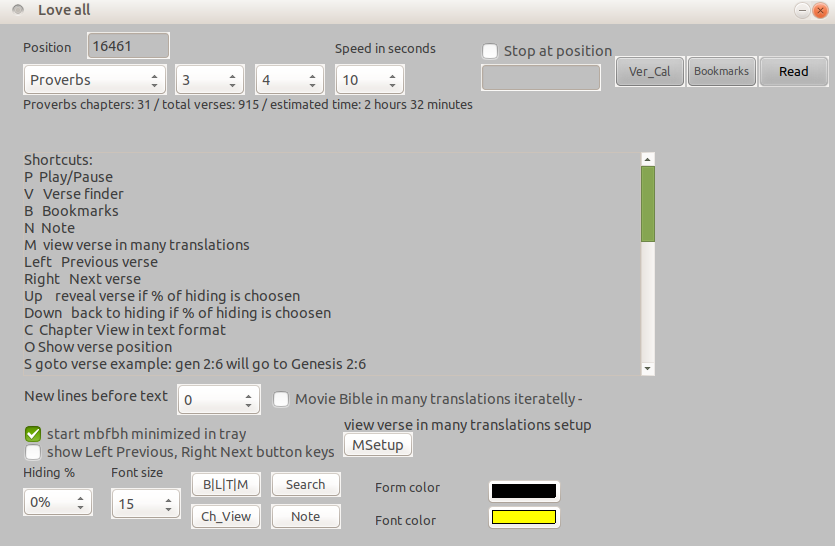 Love all
Position 16461 Speed in seconds Stop at position
Proverbs 3 4 10 Ver_Cal Bookmarks Read
Proverbs chapters: 31 / total verses: 915 / estimated time: 2 hours 32 minutes
Shortcuts:
P Play/Pause
V Verse finder
B Bookmarks
N Note
M view verse in many translations
Left Previous verse
Right Next verse
Up reveal verse if % of hiding is choosen
Down back to hiding if % of hiding is choosen
C Chapter View in text format
O Show verse position
S goto verse example: gen 2:6 will go to Genesis 2:6
New lines before text 0 Movie Bible in many translations iteratelly -
view verse in many translations setup
start mbfbh minimized in tray MSetup
show Left Previous, Right Next button keys
Hiding % Font size B|L|T|M Search Form color
0% 15 Ch_View Note Font color